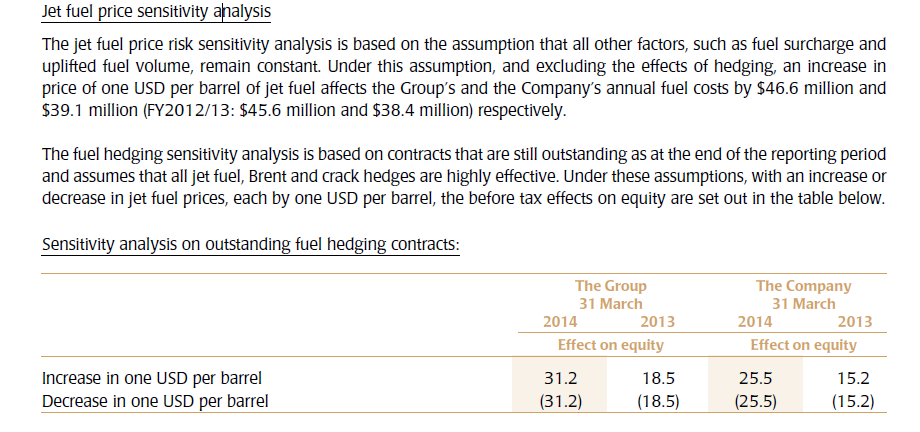 Jet fuel price sensitivity analysis
The jet fuel price risk sensitivity analysis is based on the assumption that all other factors, such as fuel surcharge and
uplifted fuel volume, remain constant. Under this assumption, and excluding the effects of hedging, an increase in
price of one USD per barrel of jet fuel affects the Group's and the Company's annual fuel costs by $46.6 million and
$39.1 million (FY2012/13: $45.6 million and $38.4 million) respectively.
The fuel hedging sensitivity analysis is based on contracts that are still outstanding as at the end of the reporting period
and assumes that all jet fuel, Brent and crack hedges are highly effective. Under these assumptions, with an increase or
decrease in jet fuel prices, each by one USD per barrel, the before tax effects on equity are set out in the table below.
Sensitivity analysis on outstanding fuel hedging contracts:
The Group The Company
31 March 31 March
2014 2013 2014 2013
Effect on equity Effect on equity
Increase in one USD per barrel 31.2 18.5 25.5 15.2
Decrease in one USD per barrel (31.2) (18.5) (25.5) (15.2)